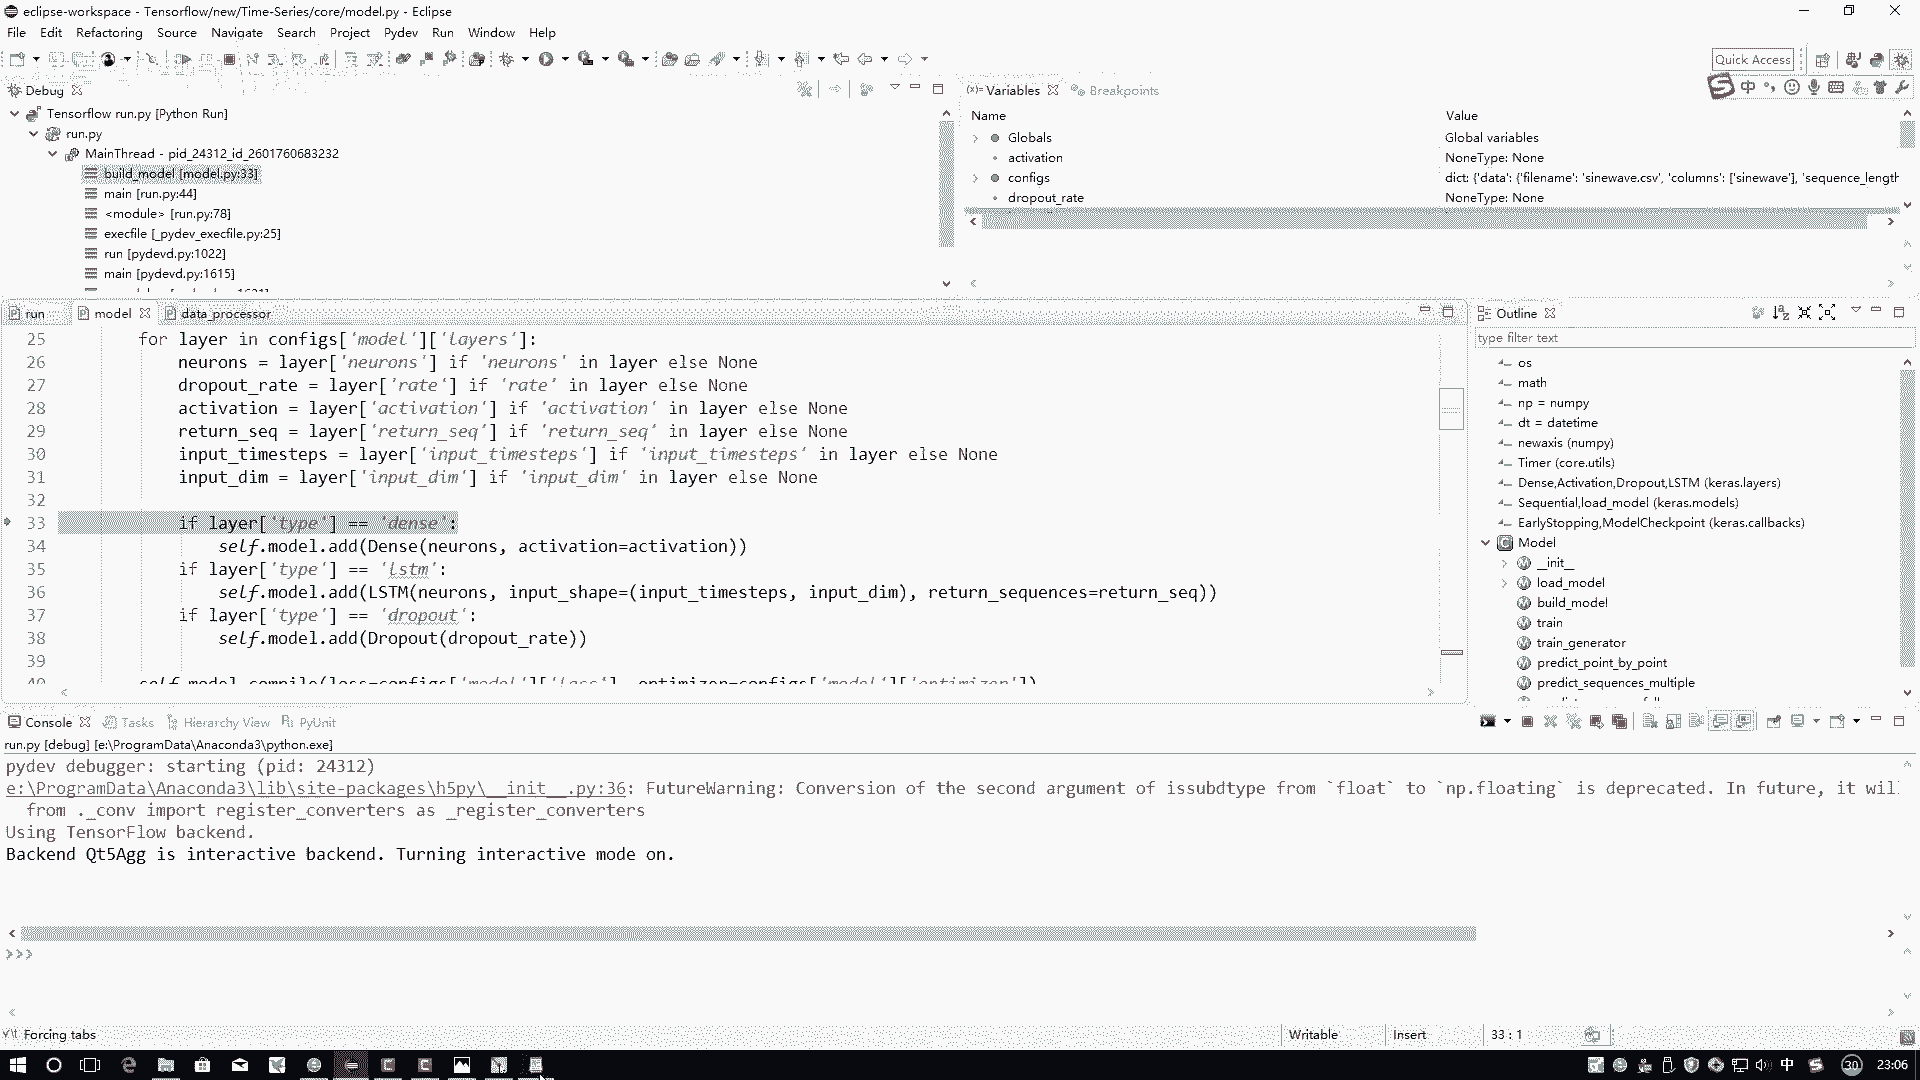 eclipse-workspace - Tensorflow/new/Time-Series/core/model.py - Eclipse
File Edit Refactoring Source Navigate Search Project Pydev Run Window Help
Quick Access
Debug
Tensorflow run.py [Python Run]
run.py
MainThread - pid_24312_id_2601760683232
build_model [model.py:33]
main [run.py:44]
<module> [run.py:78]
execfile [_pydev_execfile.py:25]
run [pydevd.py:1022]
main [pydevd.py:1615]
Variables Breakpoints
中
Name Value
Globals Global variables
activation NoneType: None
configs dict: {'data': {'filename': 'sinewave.csv', 'columns': ['sinewave'], 'sequence_length
dropout_rate NoneType: None
run model data_processor
25 for layer in configs['model']['layers']:
26 neurons = layer['neurons'] if 'neurons' in layer else None
27 dropout_rate = layer['rate'] if 'rate' in layer else None
28 activation = layer['activation'] if 'activation' in layer else None
29 return_seq = layer['return_seq'] if 'return_seq' in layer else None
30 input_timesteps = layer['input_timesteps'] if 'input_timesteps' in layer else None
31 input_dim = layer['input_dim'] if 'input_dim' in layer else None
32
33 if layer['type'] == 'dense':
34 self.model.add(Dense(neurons, activation=activation))
35 if layer['type'] == 'lstm':
36 self.model.add(LSTM(neurons, input_shape=(input_timesteps, input_dim), return_sequences=return_seq))
37 if layer['type'] == 'dropout':
38 self.model.add(Dropout(dropout_rate))
39
40 self.model.compile(loss=configs['model']['loss'], optimizer=configs['model']['optimizer'])
Outline
type filter text
os
math
np = numpy
dt = datetime
newaxis (numpy)
Timer (core.utils)
Dense,Activation,Dropout,LSTM (keras.layers)
Sequential,load_model (keras.models)
EarlyStopping,ModelCheckpoint (keras.callbacks)
Model
__init__
load_model
build_model
train
train_generator
predict_point_by_point
predict_sequences_multiple
Console Tasks Hierarchy View PyUnit
run.py [debug] [e:\ProgramData\Anaconda3\python.exe]
pydev debugger: starting (pid: 24312)
e:\ProgramData\Anaconda3\lib\site-packages\h5py\__init__.py:36: FutureWarning: Conversion of the second argument of issubdtype from `float` to `np.floating` is deprecated. In future, it wil
from ._conv import register_converters as _register_converters
Using TensorFlow backend.
Backend Qt5Agg is interactive backend. Turning interactive mode on.
>>>
Forcing tabs Writable Insert 33 : 1
中 30 23:06